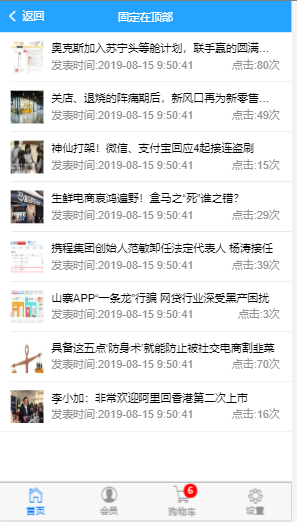 返回 固定在顶部
奥克斯加入苏宁头等舱计划，联手赢的圆满...
发表时间:2019-08-15 9:50:41 点击:80次
关店、退烧的阵痛期后，新风口再为新零售...
发表时间:2019-08-15 9:50:41 点击:49次
神仙打架！微信、支付宝回应4起接连盗刷
发表时间:2019-08-15 9:50:41 点击:15次
生鲜电商哀鸿遍野！盒马之“死”谁之错？
发表时间:2019-08-15 9:50:41 点击:29次
携程集团创始人范敏卸任法定代表人 杨涛接任
发表时间:2019-08-15 9:50:41 点击:39次
山寨APP“一条龙”行骗 网贷行业深受黑产困扰
发表时间:2019-08-15 9:50:41 点击:3次
具备这五点‘防身术’就能防止被社交电商割韭菜
发表时间:2019-08-15 9:50:41 点击:70次
李小加：非常欢迎阿里回香港第二次上市
发表时间:2019-08-15 9:50:41 点击:16次
6
首页 会员 购物车 设置